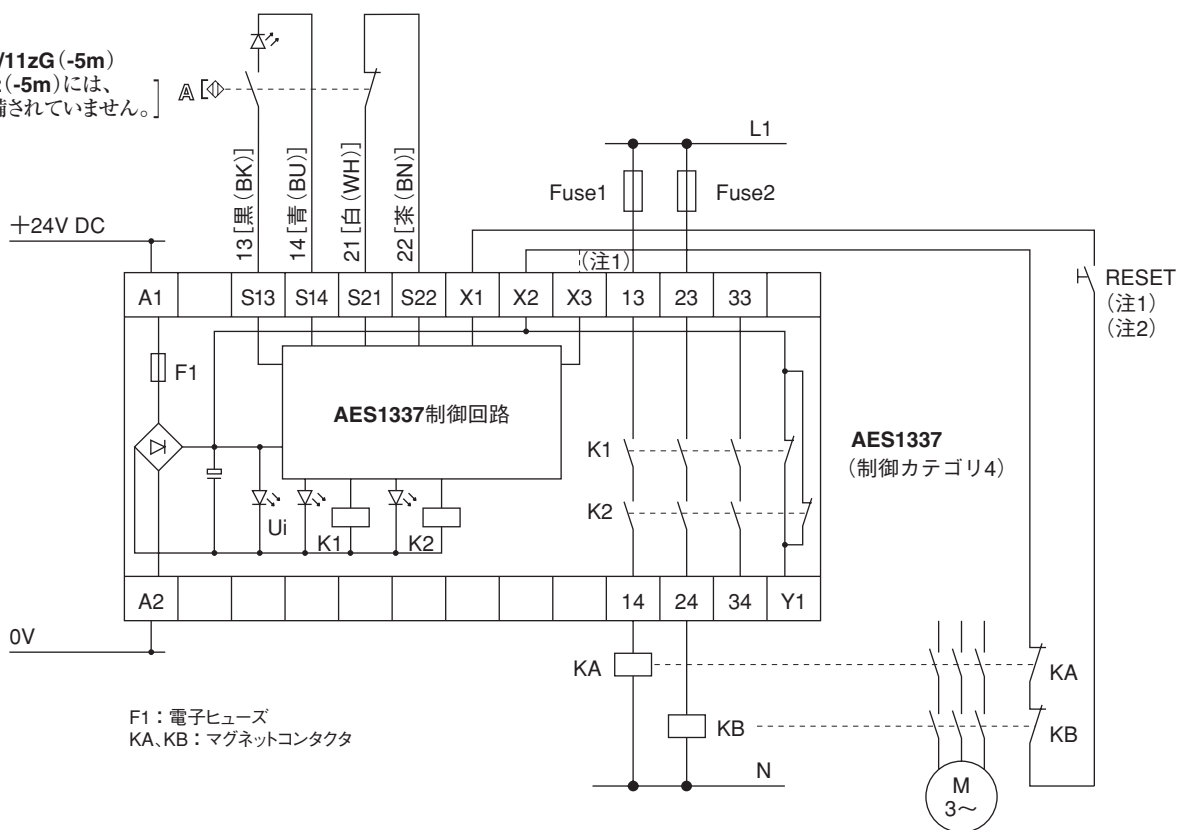 /11zG(-5m)
(-5m)には、
備されていません。]
A
13[黒(BK)]
14[青(BU)]
21[白(WH)]
22[茶(BN)]
L1
Fuse1
Fuse2
+24V DC
(注1)
A1 S13 S14 S21 S22 X1 X2 X3 13 23 33
RESET
(注1)
(注2)
F1
AES1337制御回路
K1
AES1337
(制御カテゴリ4)
K2
Ui
K1
K2
A2 14 24 34 Y1
0V
KA
KA
F1:電子ヒューズ
KA、KB:マグネットコンタクタ
KB
KB
N
M
3~